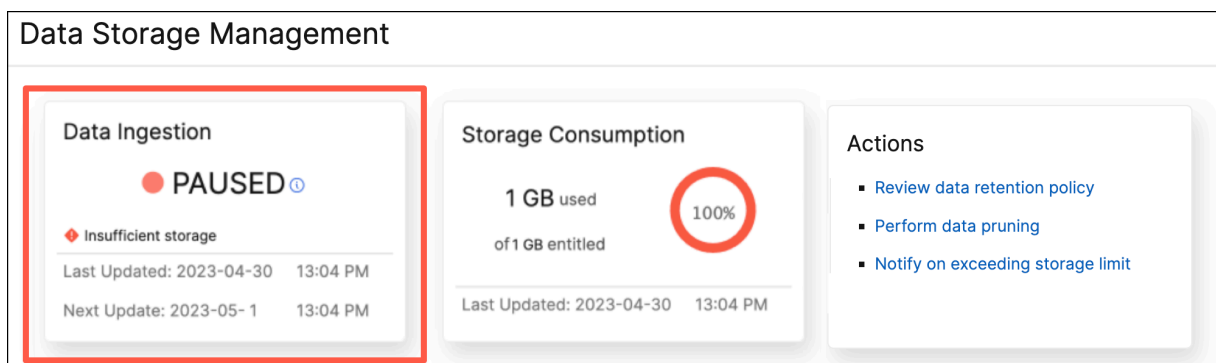 Data Storage Management
Data Ingestion
PAUSED
Insufficient storage
Last Updated: 2023-04-30 13:04 PM
Next Update: 2023-05- 1 13:04 PM
Storage Consumption
1 GB used
of 1 GB entitled
100%
Last Updated: 2023-04-30 13:04 PM
Actions
Review data retention policy
Perform data pruning
Notify on exceeding storage limit